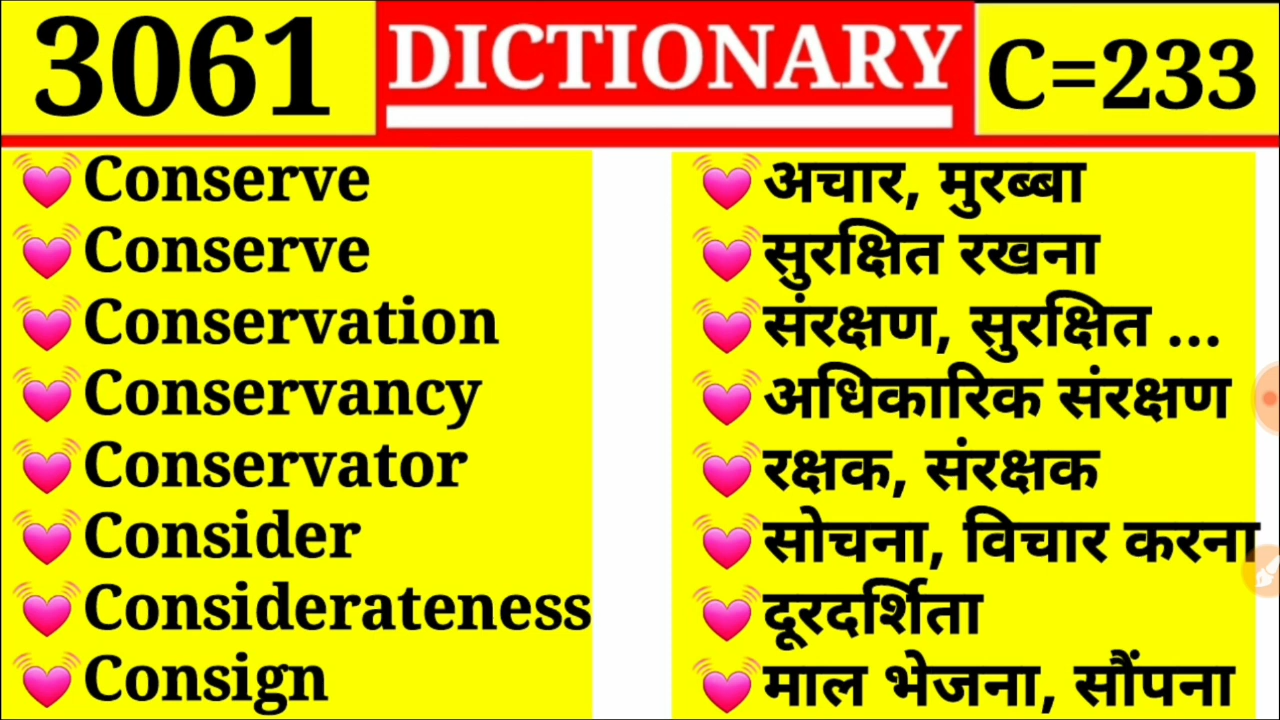 3061 DICTIONARY C=233
Conserve अचार, मुरब्बा
Conserve सुरक्षित रखना
Conservation संरक्षण, सुरक्षित ...
Conservancy अधिकारिक संरक्षण
Conservator रक्षक, संरक्षक
Consider सोचना, विचार करना
Considerateness दूरदर्शिता
Consign माल भेजना, सौंपना